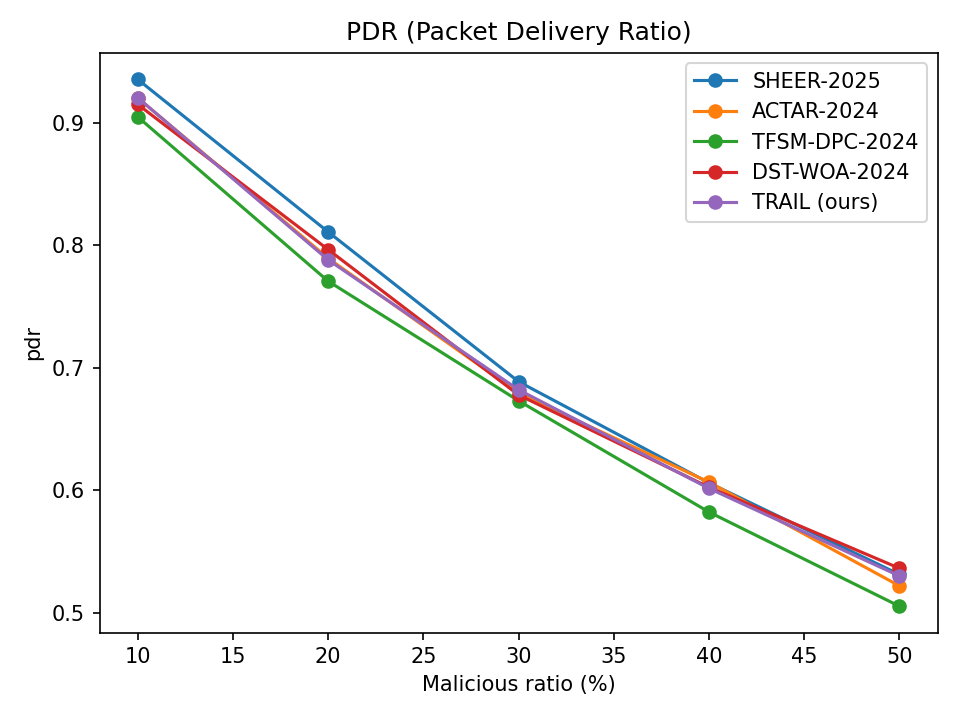 PDR (Packet Delivery Ratio)
SHEER-2025
ACTAR-2024
TFSM-DPC-2024
DST-WOA-2024
TRAIL (ours)
pdr
0.9
0.8
0.7
0.6
0.5
10 15 20 25 30 35 40 45 50
Malicious ratio (%)